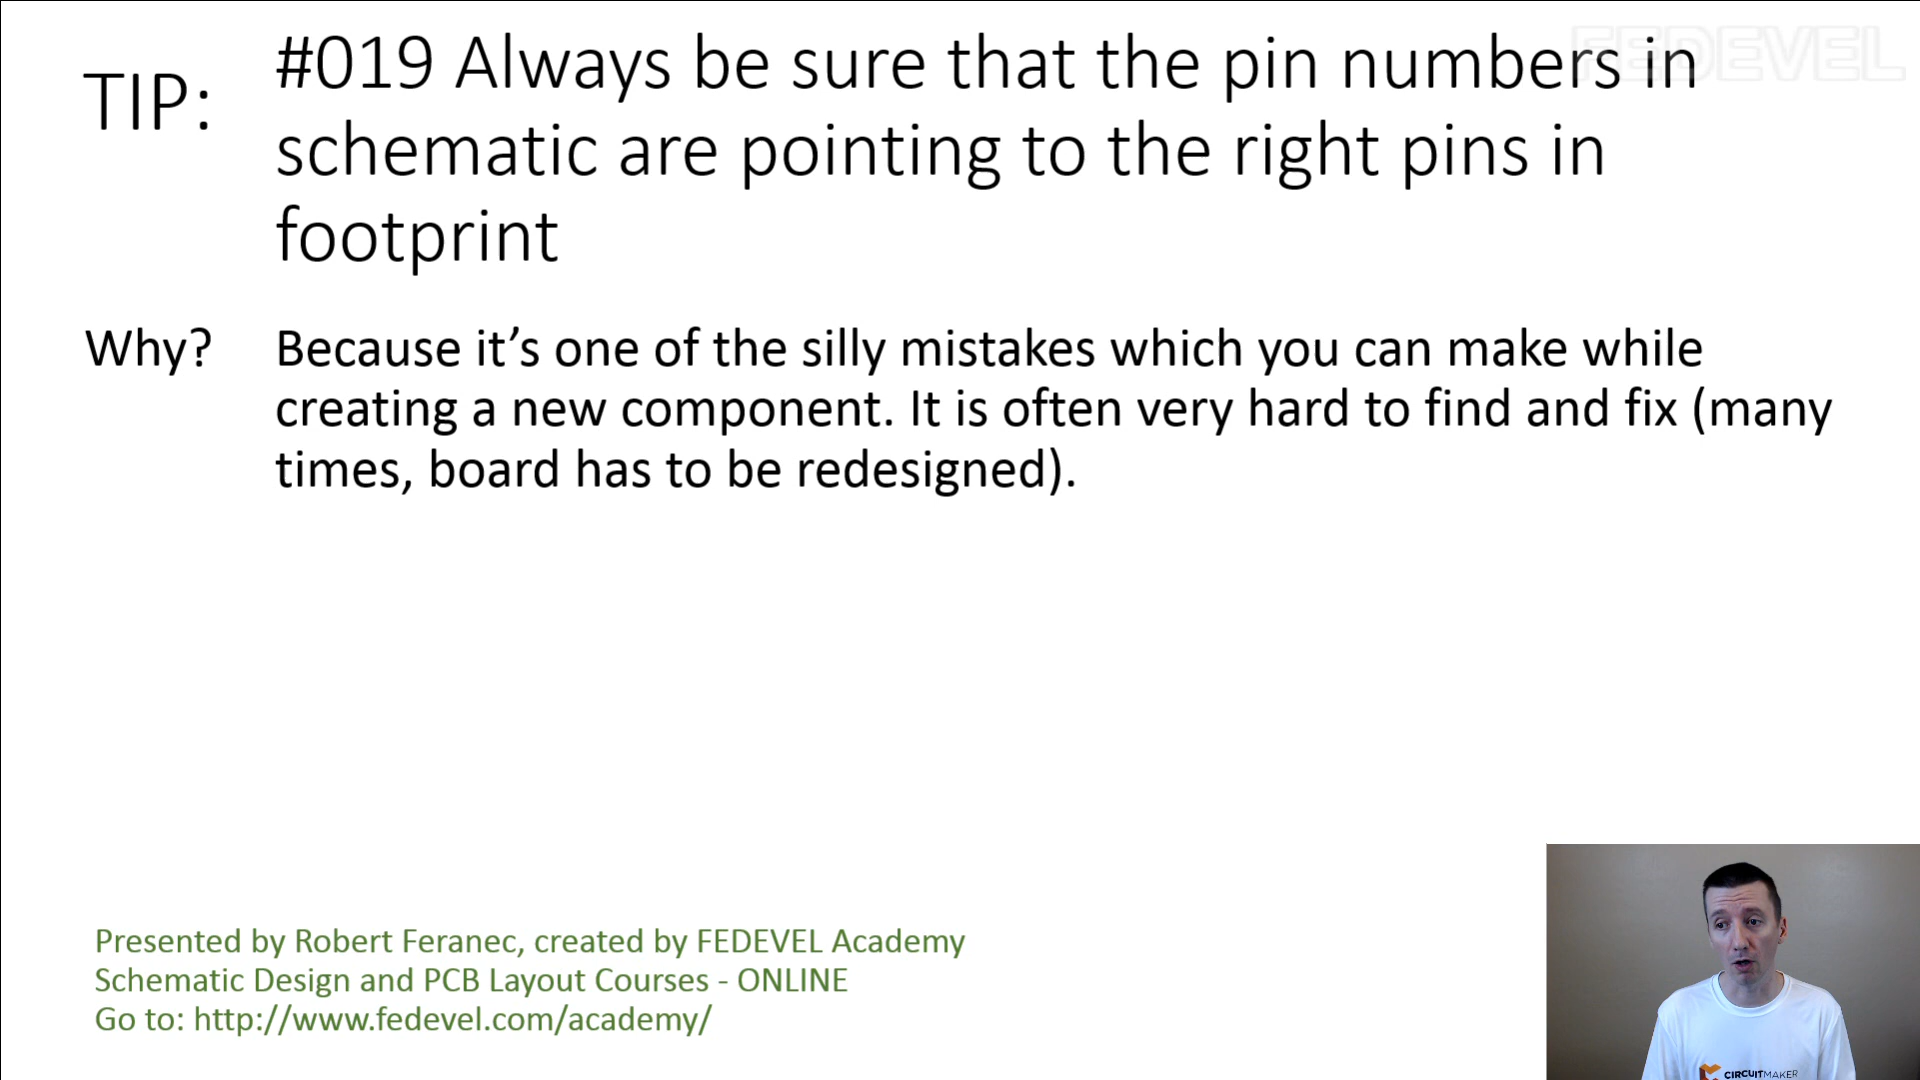 FEDEVEL
TIP:
#019 Always be sure that the pin numbers in
schematic are pointing to the right pins in
footprint
Why?
Because it’s one of the silly mistakes which you can make while
creating a new component. It is often very hard to find and fix (many
times, board has to be redesigned).
Presented by Robert Feranec, created by FEDEVEL Academy
Schematic Design and PCB Layout Courses - ONLINE
Go to: http://www.fedevel.com/academy/
CIRCUITMAKER